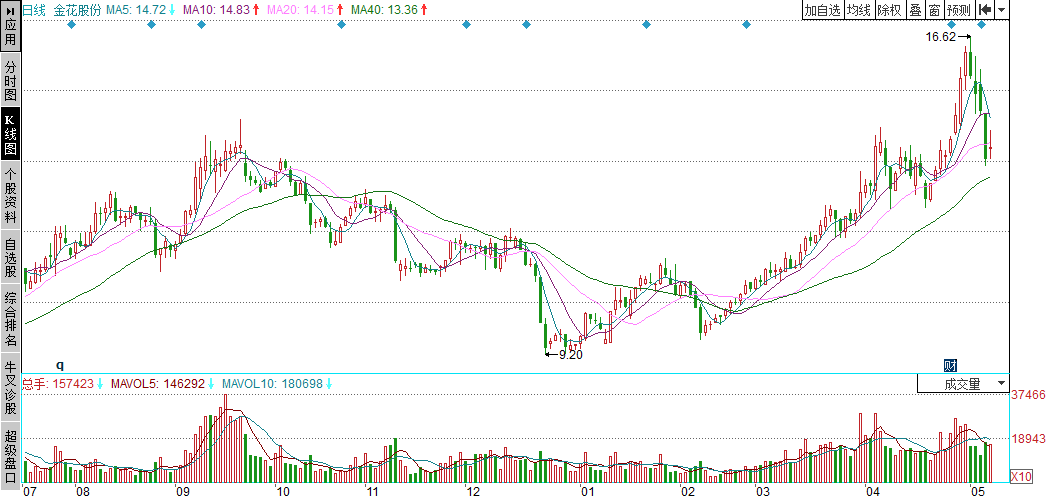 应用
分时图
K线图
个股资料
自选股
综合排名
牛叉诊股
超级盘口
日线 金花股份 MA5: 14.72 MA10: 14.83 MA20: 14.15 MA40: 13.36
加自选 均线 除权 叠 窗 预测
16.62
9.20
q
财
总手: 157423 MAVOL5: 146292 MAVOL10: 180698
成交量
37466
18943
X10
07 08 09 10 11 12 01 02 03 04 05